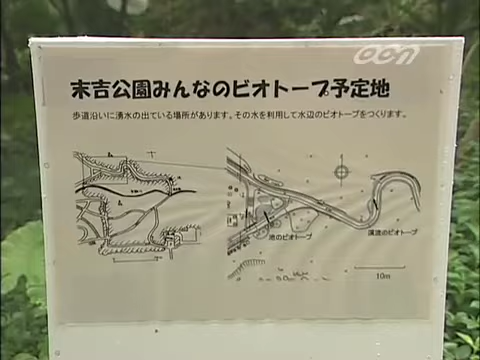 ocn
末吉公園みんなのビオトープ予定地
歩道沿いに湧水の出ている場所があります。その水を利用して水辺のビオトープをつくります。
池のビオトープ
溪流のビオトープ
10m